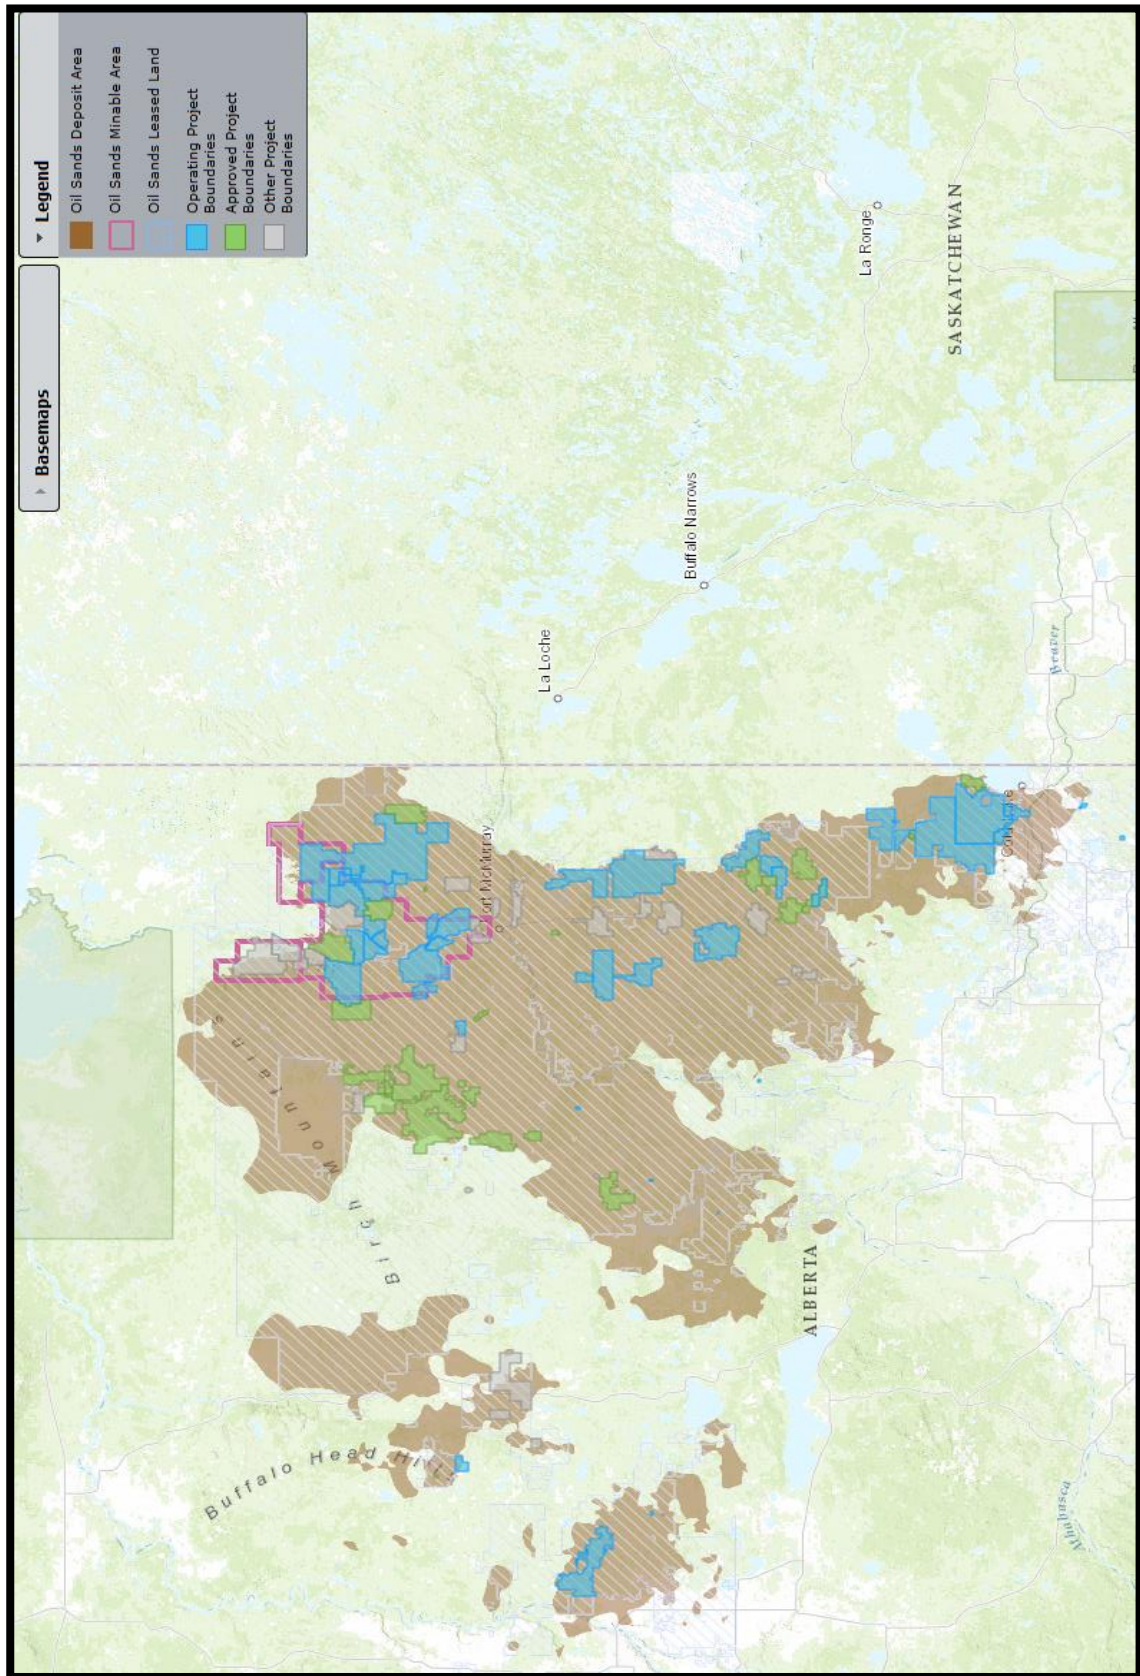 ▼ Legend
Oil Sands Deposit Area
Oil Sands Minable Area
Oil Sands Leased Land
Operating Project
Boundaries
Approved Project
Boundaries
Other Project
Boundaries
▸ Basemaps
La Ronge
SASKATCHEWAN
Buffalo Narrows
La Loche
Beaver
Fort McMurray
Cold Lake
Birch Mountains
ALBERTA
Buffalo Head Hills
Athabasca